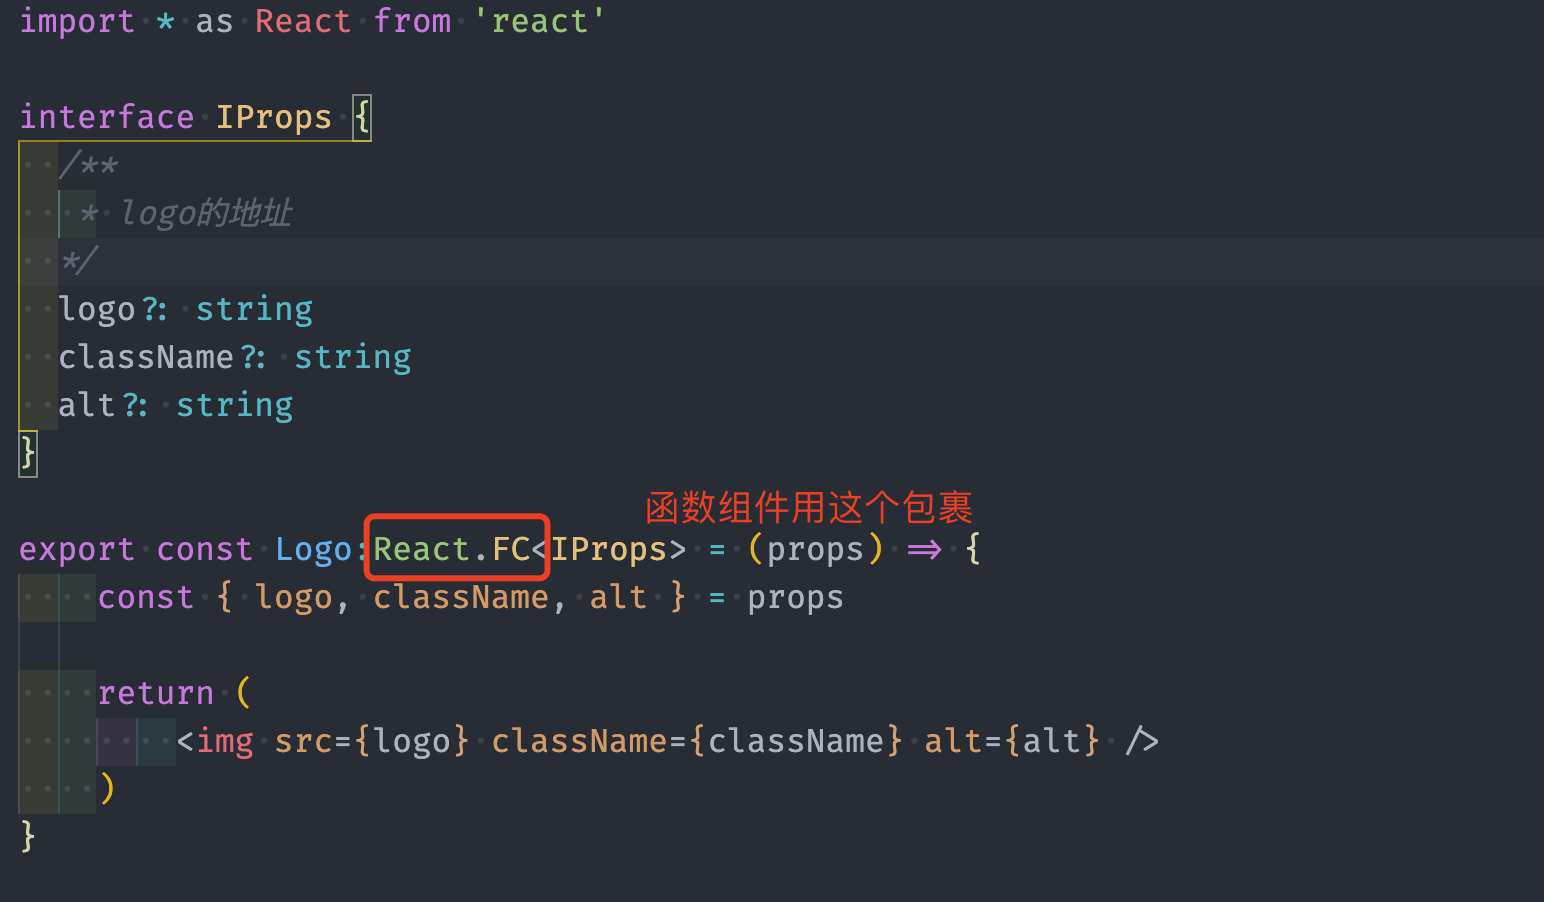 import * as React from 'react'
interface IProps {
/**
* logo的地址
*/
logo?: string
className?: string
alt?: string
}
函数组件用这个包裹
export const Logo:React.FC<IProps> = (props) => {
const { logo, className, alt } = props
return (
<img src={logo} className={className} alt={alt} />
)
}